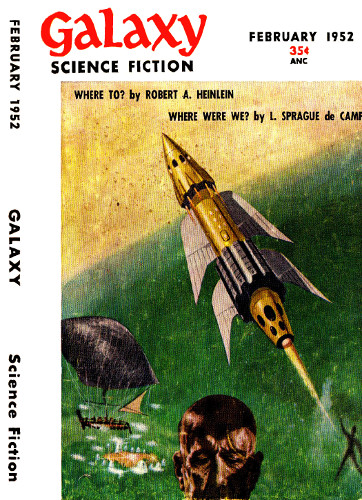 FEBRUARY 1952
GALAXY
Science Fiction
Galaxy
SCIENCE FICTION
FEBRUARY 1952
35¢
ANC
WHERE TO? by ROBERT A. HEINLEIN
WHERE WERE WE? by L. SPRAGUE de CAMP